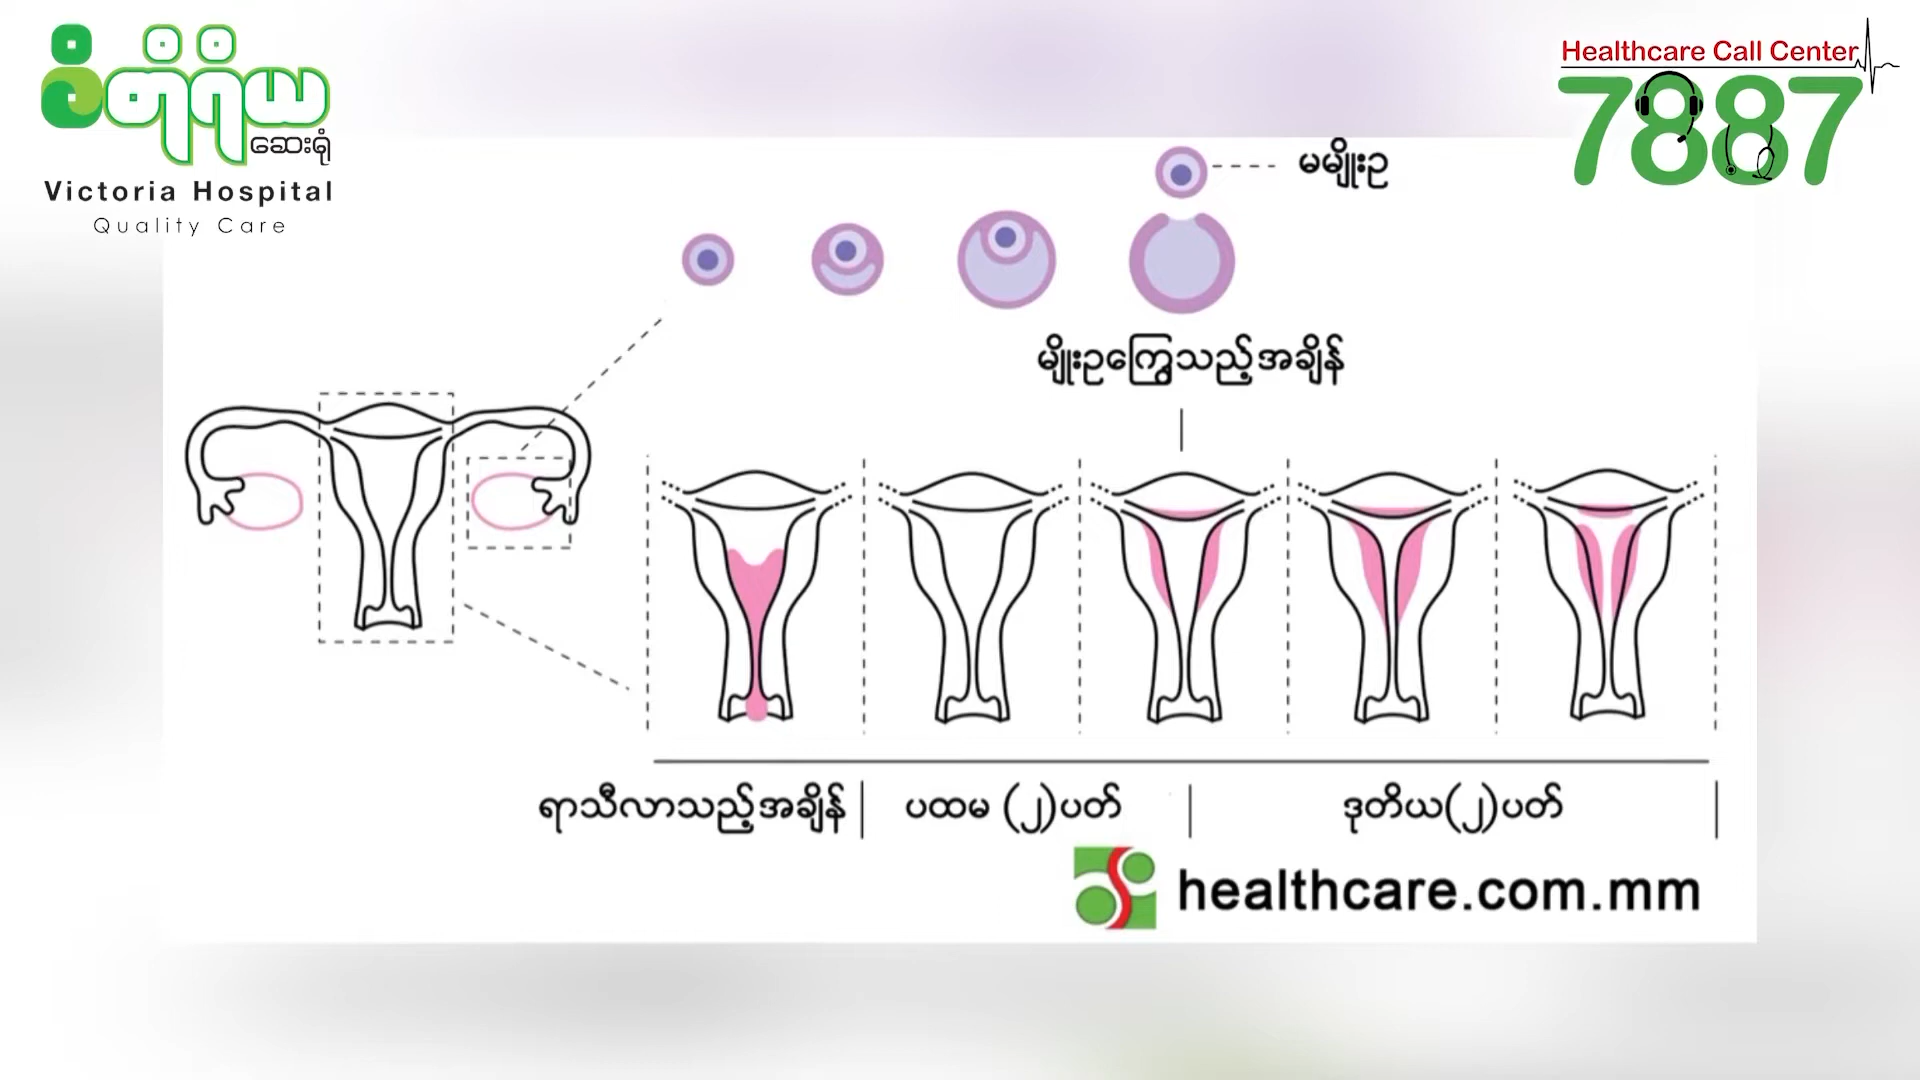 ဝိတိုရိယ
ဆေးရုံ
Victoria Hospital
Quality Care
Healthcare Call Center
7887
မမျိုးဥ
မျိုးဥကြွေသည့်အချိန်
ရာသီလာသည့်အချိန်
ပထမ (၂)ပတ်
ဒုတိယ(၂)ပတ်
healthcare.com.mm